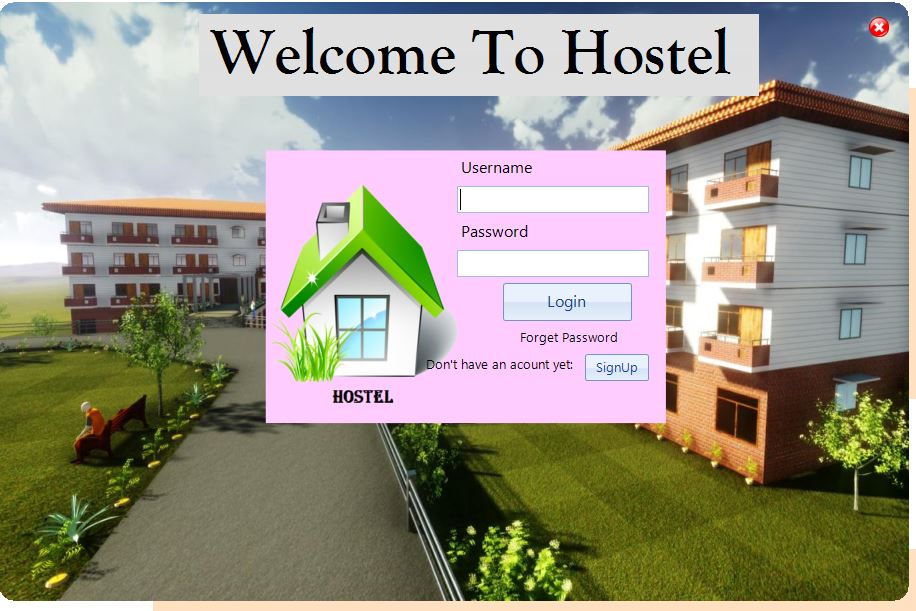 Welcome To Hostel
Username
Password
Login
Forget Password
Don't have an acount yet:
SignUp
HOSTEL